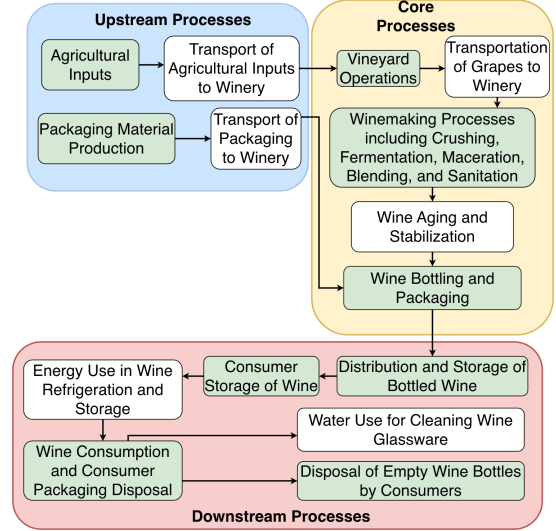 Upstream Processes
Agricultural
Inputs
Transport of
Agricultural Inputs
to Winery
Packaging Material
Production
Transport of
Packaging
to Winery
Core
Processes
Vineyard
Operations
Transportation
of Grapes to
Winery
Winemaking Processes
including Crushing,
Fermentation, Maceration,
Blending, and Sanitation
Wine Aging and
Stabilization
Wine Bottling and
Packaging
Distribution and Storage of
Bottled Wine
Consumer
Storage of Wine
Energy Use in Wine
Refrigeration and
Storage
Wine Consumption
and Consumer
Packaging Disposal
Water Use for Cleaning Wine
Glassware
Disposal of Empty Wine Bottles
by Consumers
Downstream Processes